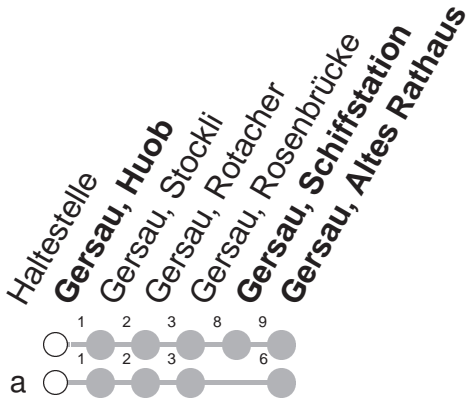 Haltestelle
Gersau, Huob
Gersau, Stockli
Gersau, Rotacher
Gersau, Rosenbrücke
Gersau, Schiffstation
Gersau, Altes Rathaus
1 2 3 8 9
a 1 2 3 6